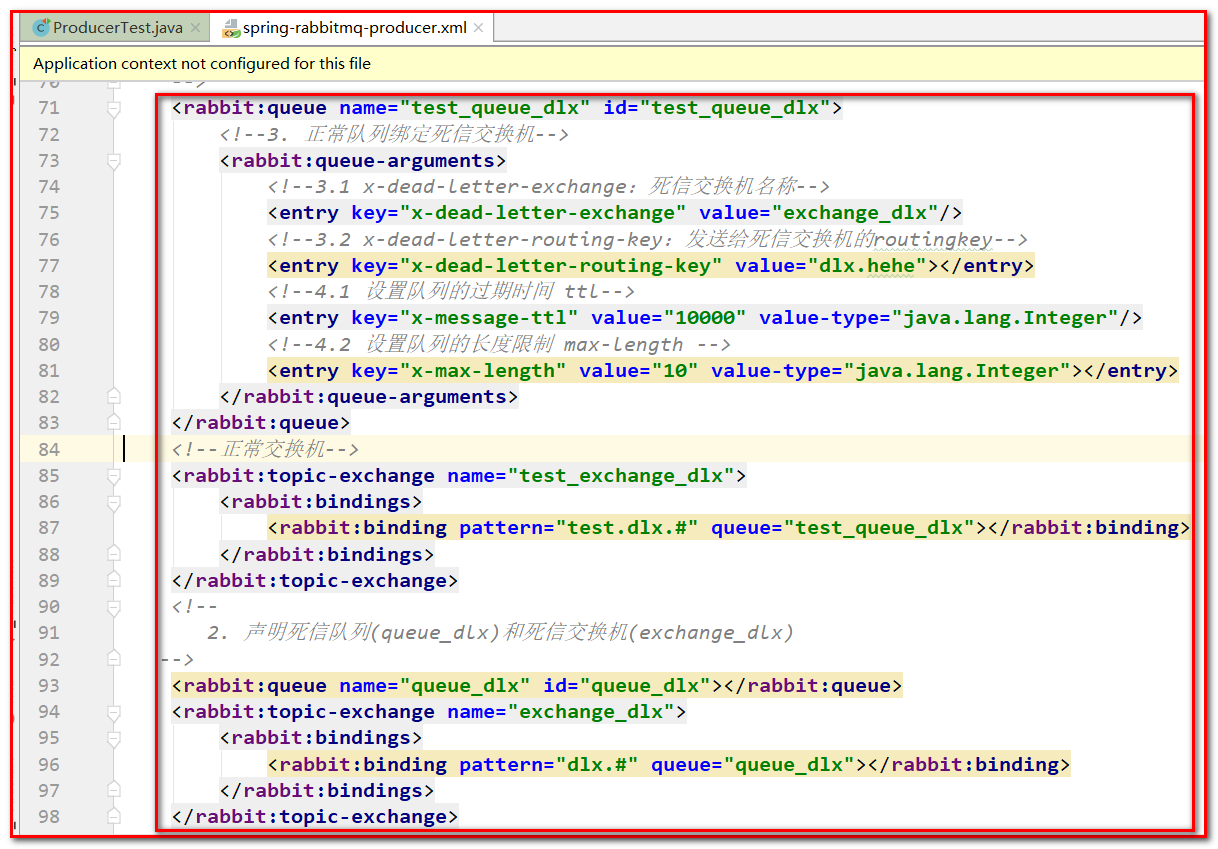 ProducerTest.java
spring-rabbitmq-producer.xml
Application context not configured for this file
70 -->
71 <rabbit:queue name="test_queue_dlx" id="test_queue_dlx">
72 <!--3. 正常队列绑定死信交换机-->
73 <rabbit:queue-arguments>
74 <!--3.1 x-dead-letter-exchange：死信交换机名称-->
75 <entry key="x-dead-letter-exchange" value="exchange_dlx"/>
76 <!--3.2 x-dead-letter-routing-key：发送给死信交换机的routingkey-->
77 <entry key="x-dead-letter-routing-key" value="dlx.hehe"></entry>
78 <!--4.1 设置队列的过期时间 ttl-->
79 <entry key="x-message-ttl" value="10000" value-type="java.lang.Integer"/>
80 <!--4.2 设置队列的长度限制 max-length -->
81 <entry key="x-max-length" value="10" value-type="java.lang.Integer"></entry>
82 </rabbit:queue-arguments>
83 </rabbit:queue>
84 <!--正常交换机-->
85 <rabbit:topic-exchange name="test_exchange_dlx">
86 <rabbit:bindings>
87 <rabbit:binding pattern="test.dlx.#" queue="test_queue_dlx"></rabbit:binding>
88 </rabbit:bindings>
89 </rabbit:topic-exchange>
90 <!--
91 2. 声明死信队列(queue_dlx)和死信交换机(exchange_dlx)
92 -->
93 <rabbit:queue name="queue_dlx" id="queue_dlx"></rabbit:queue>
94 <rabbit:topic-exchange name="exchange_dlx">
95 <rabbit:bindings>
96 <rabbit:binding pattern="dlx.#" queue="queue_dlx"></rabbit:binding>
97 </rabbit:bindings>
98 </rabbit:topic-exchange>